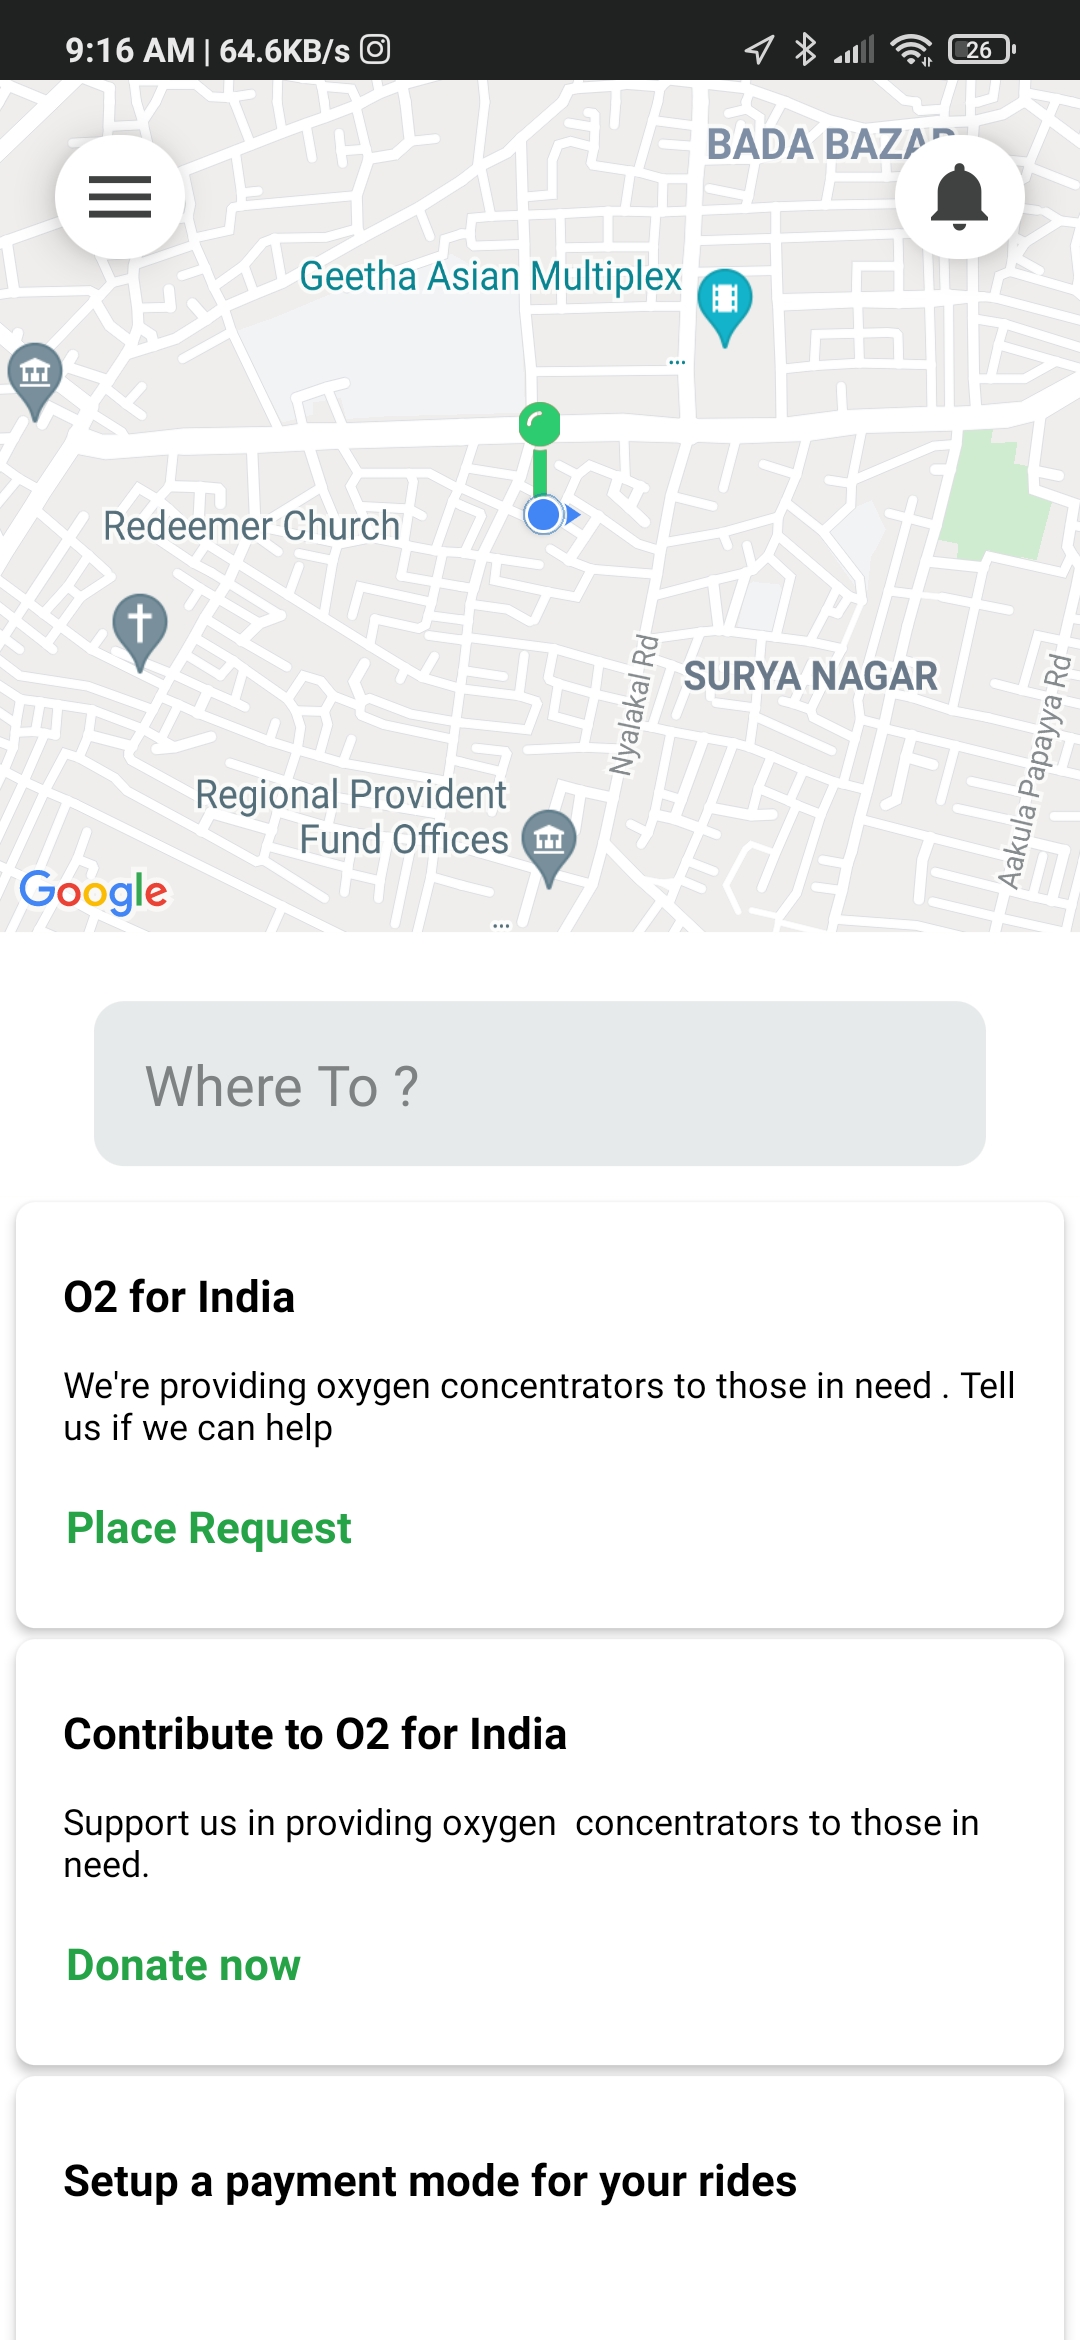 9:16 AM | 64.6KB/s
26
BADA BAZAR
Geetha Asian Multiplex
...
Redeemer Church
Nyalakal Rd
SURYA NAGAR
Aakula Papayya Rd
Regional Provident
Fund Offices
...
Google
Where To ?
O2 for India
We're providing oxygen concentrators to those in need . Tell
us if we can help
Place Request
Contribute to O2 for India
Support us in providing oxygen  concentrators to those in
need.
Donate now
Setup a payment mode for your rides